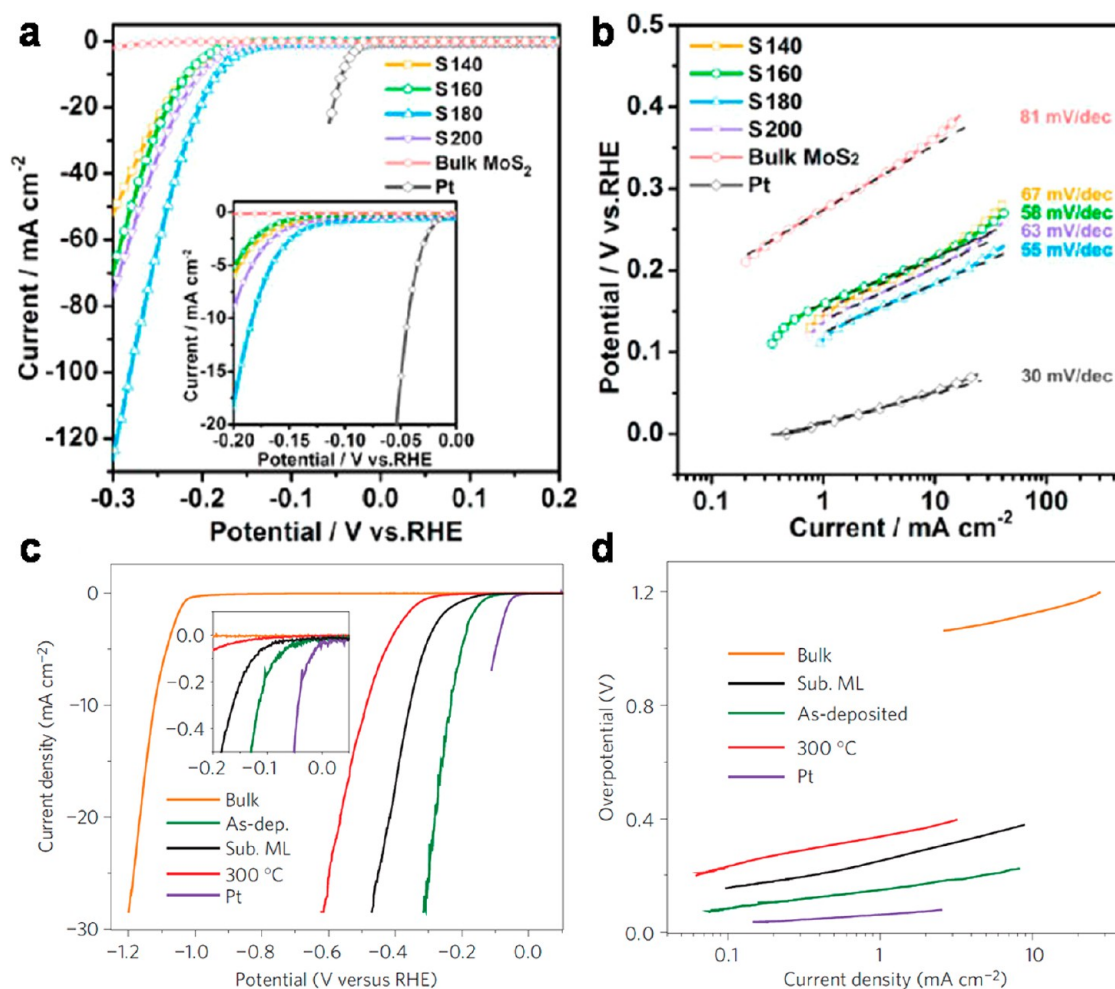 a
0
-20
-40
-60
-80
-100
-120
Current / mA cm-2
-0.3
-0.2
-0.1
0.0
0.1
0.2
Potential / V vs.RHE
S140
S160
S180
S200
Bulk MoS2
Pt
0
-5
-10
-15
-20
Current / mA cm-2
-0.20
-0.15
-0.10
-0.05
0.00
Potential / V vs.RHE
b
0.5
0.4
0.3
0.2
0.1
0.0
Potential / V vs.RHE
S140
S160
S180
S200
Bulk MoS2
Pt
81 mV/dec
67 mV/dec
58 mV/dec
63 mV/dec
55 mV/dec
30 mV/dec
0.1
1
10
100
Current / mA cm-2
c
0
−10
−20
−30
Current density (mA cm−2)
0.0
−0.2
−0.4
−0.2
−0.1
0.0
Bulk
As-dep.
Sub. ML
300 °C
Pt
−1.2
−1.0
−0.8
−0.6
−0.4
−0.2
0.0
Potential (V versus RHE)
d
1.2
0.8
0.4
0.0
Overpotential (V)
Bulk
Sub. ML
As-deposited
300 °C
Pt
0.1
1
10
Current density (mA cm−2)